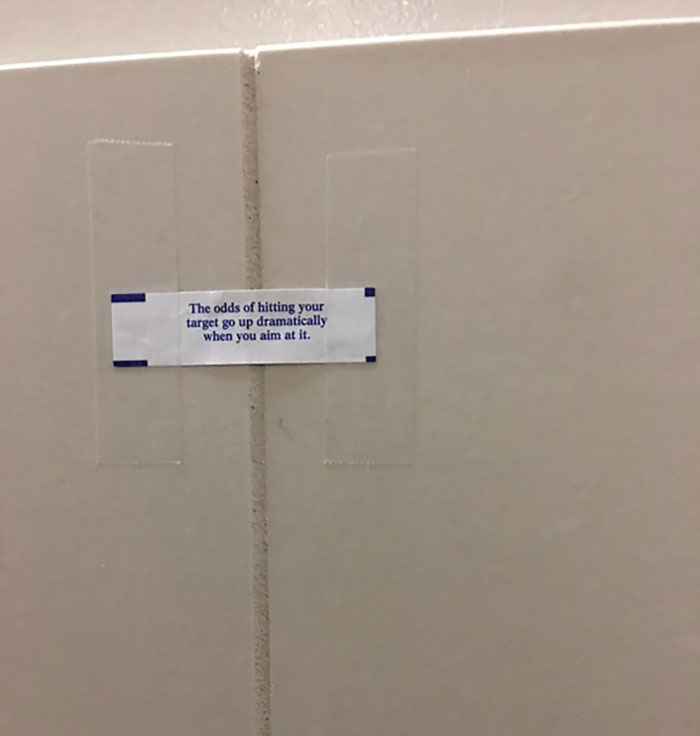 The odds of hitting your
target go up dramatically
when you aim at it.